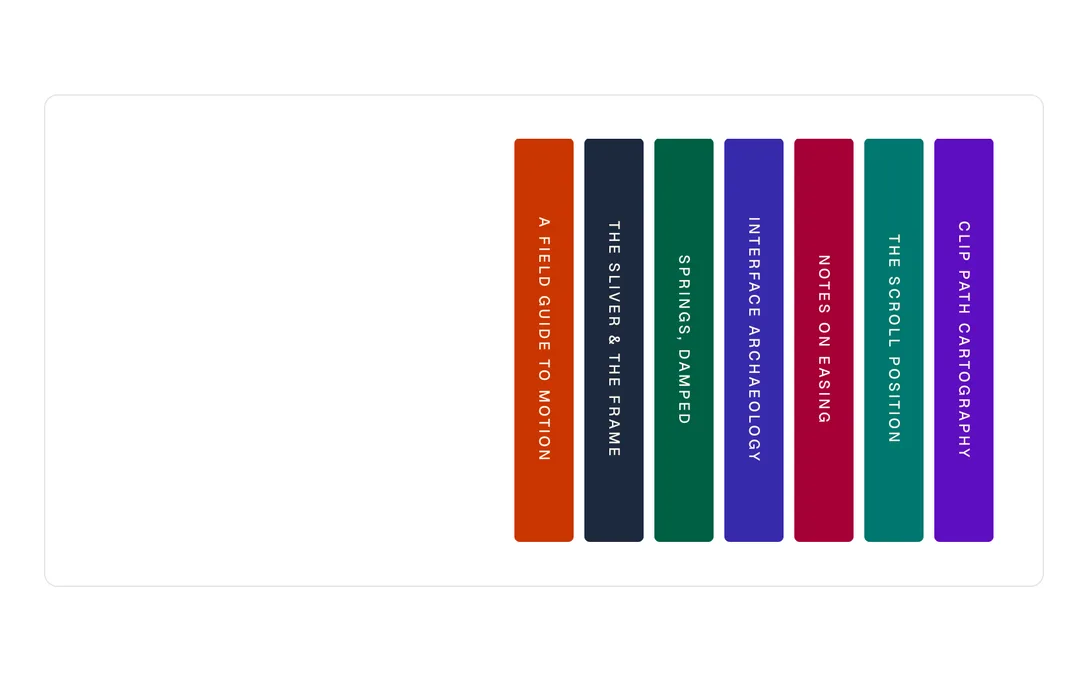 A FIELD GUIDE TO MOTION
THE SLIVER & THE FRAME
SPRINGS, DAMPED
INTERFACE ARCHAEOLOGY
NOTES ON EASING
THE SCROLL POSITION
CLIP PATH CARTOGRAPHY